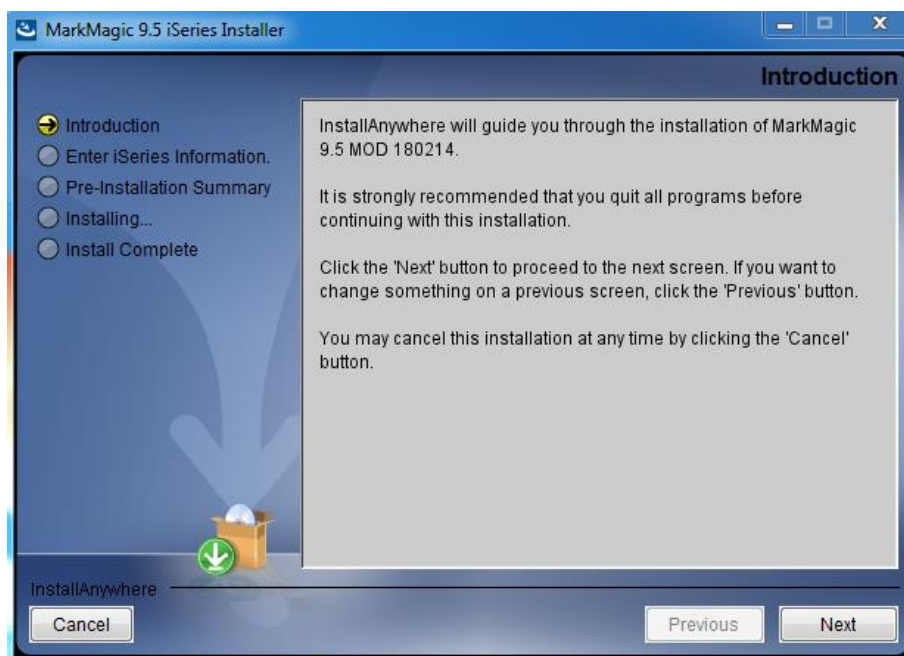 MarkMagic 9.5 iSeries Installer
Introduction
Introduction
Enter iSeries Information.
Pre-Installation Summary
Installing...
Install Complete
InstallAnywhere will guide you through the installation of MarkMagic
9.5 MOD 180214.
It is strongly recommended that you quit all programs before
continuing with this installation.
Click the 'Next' button to proceed to the next screen. If you want to
change something on a previous screen, click the 'Previous' button.
You may cancel this installation at any time by clicking the 'Cancel'
button.
InstallAnywhere
Cancel
Previous
Next